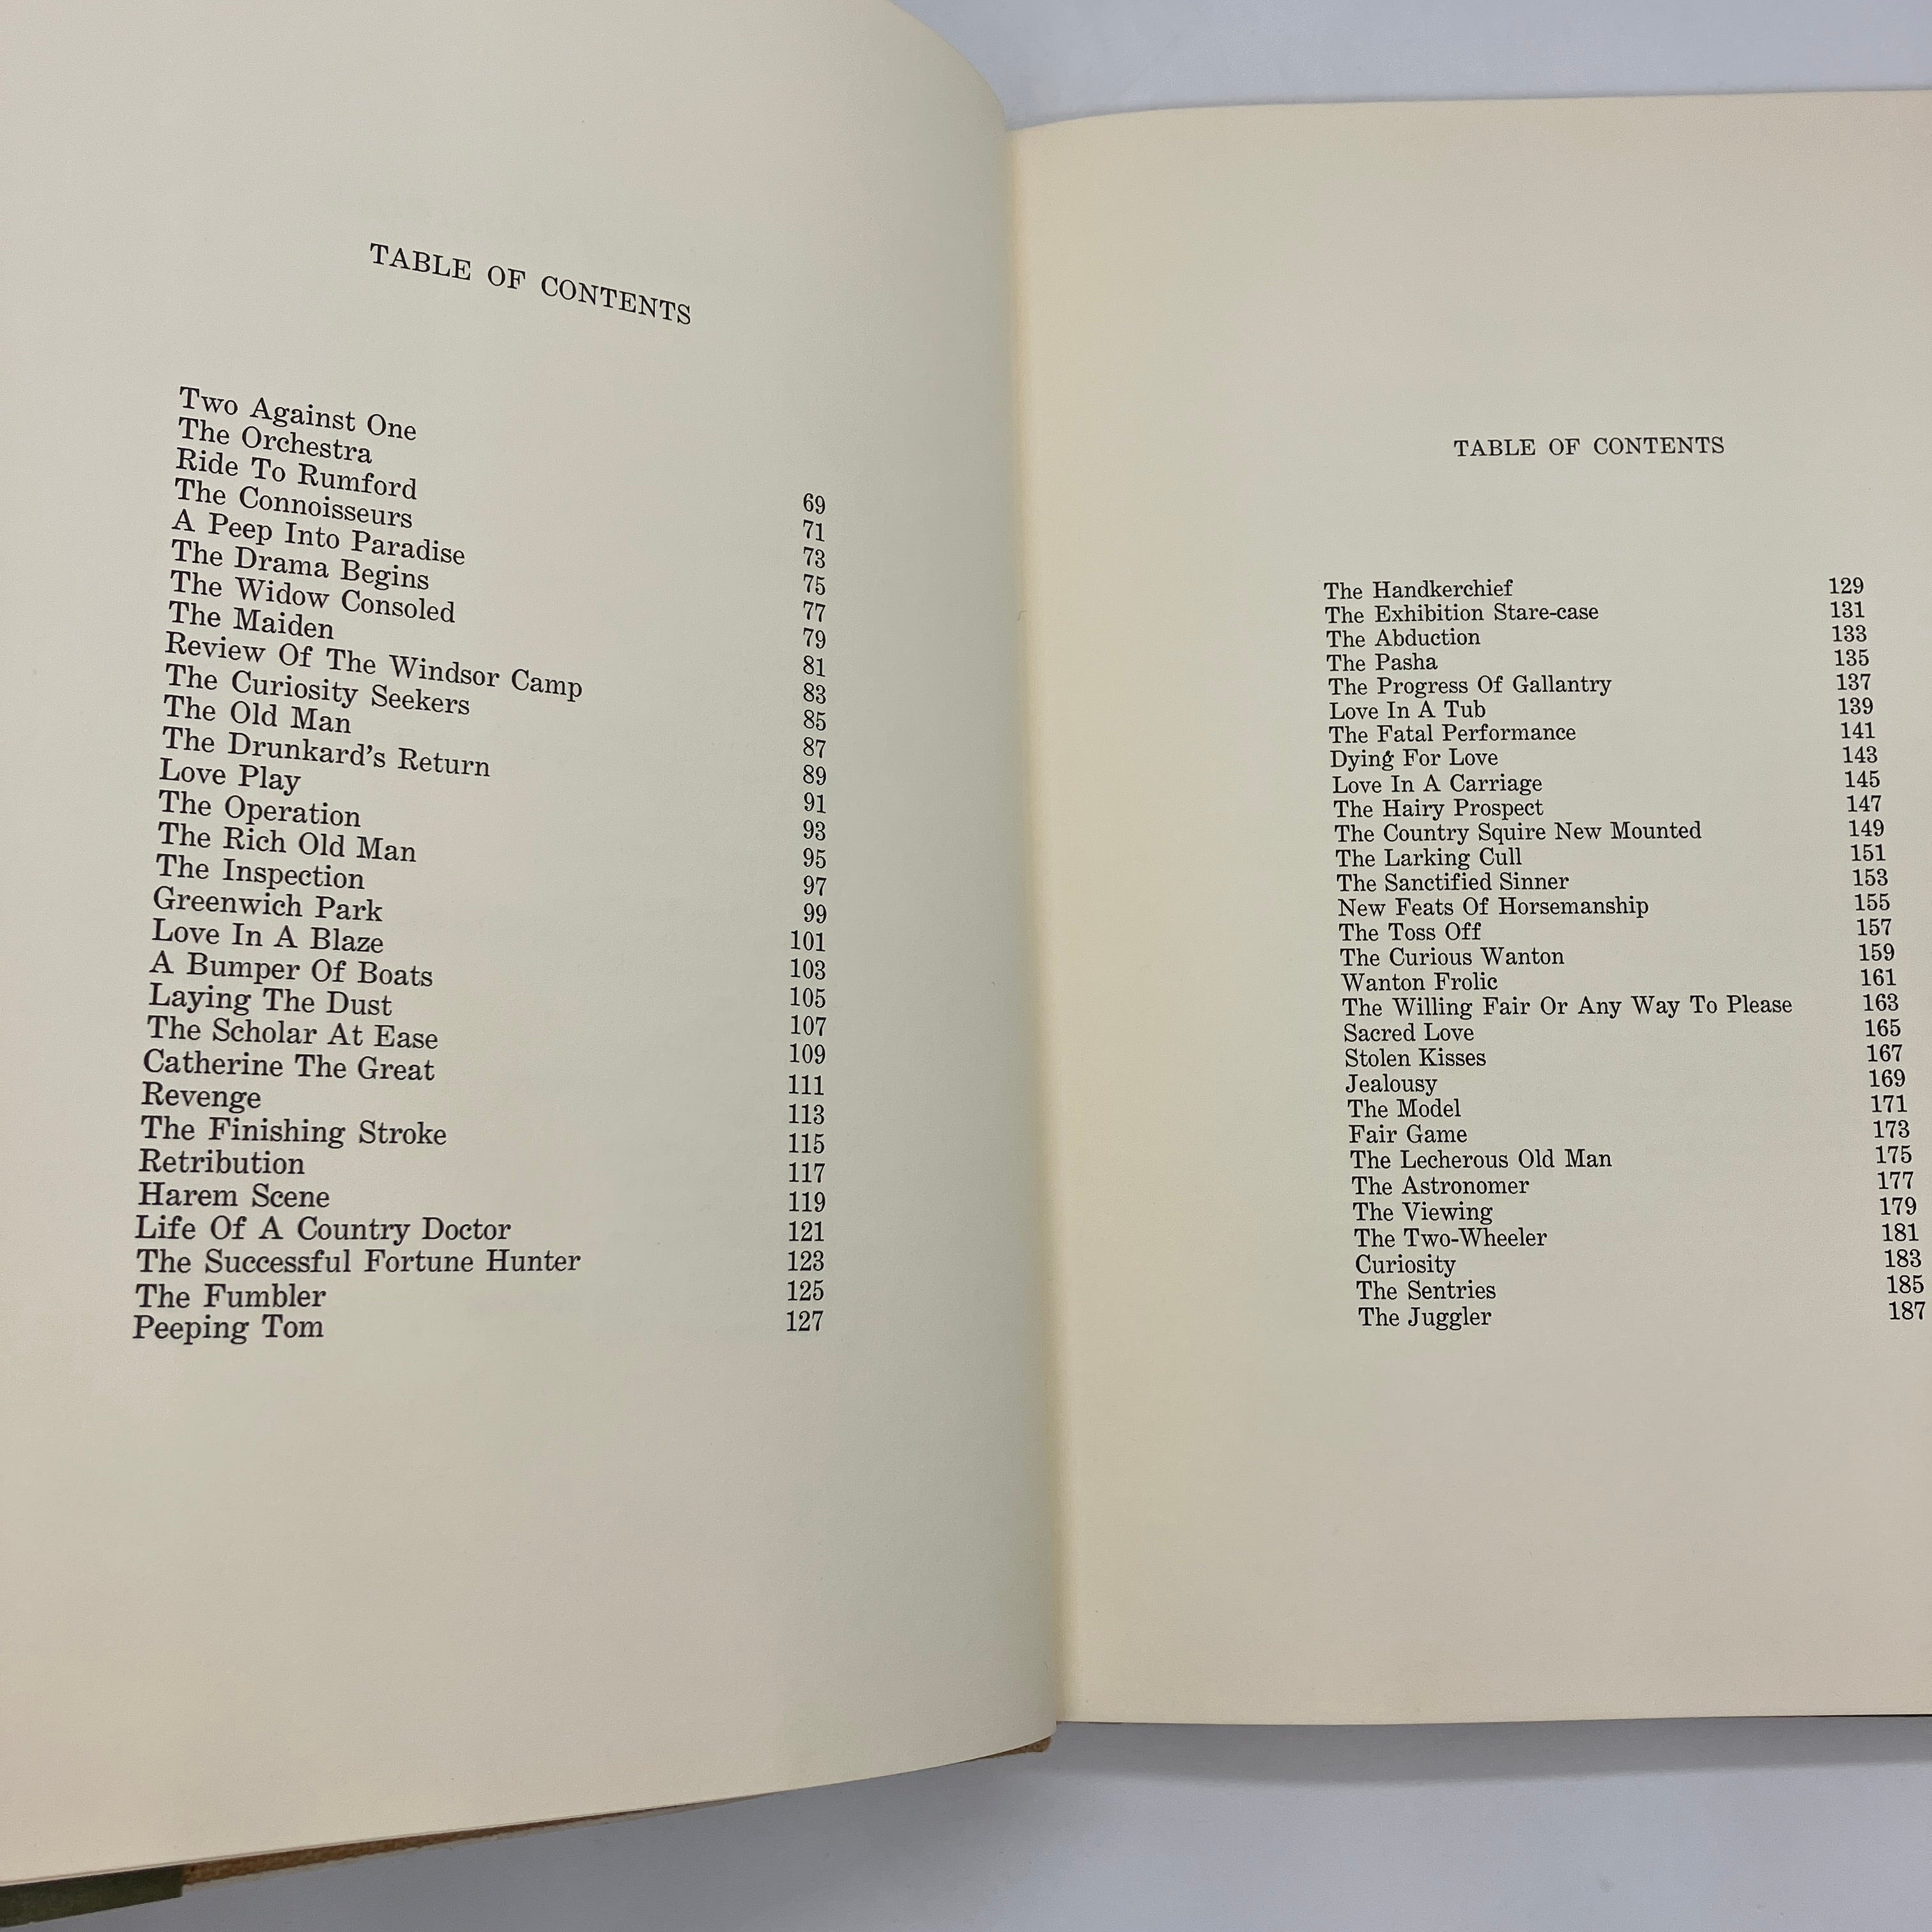 TABLE OF CONTENTS
Two Against One 69
The Orchestra 71
Ride To Rumford 73
The Connoisseurs 75
A Peep Into Paradise 77
The Drama Begins 79
The Widow Consoled 81
The Maiden 83
Review Of The Windsor Camp 85
The Curiosity Seekers 87
The Old Man 89
The Drunkard's Return 91
Love Play 93
The Operation 95
The Rich Old Man 97
The Inspection 99
Greenwich Park 101
Love In A Blaze 103
A Bumper Of Boats 105
Laying The Dust 107
The Scholar At Ease 109
Catherine The Great 111
Revenge 113
The Finishing Stroke 115
Retribution 117
Harem Scene 119
Life Of A Country Doctor 121
The Successful Fortune Hunter 123
The Fumbler 125
Peeping Tom 127
TABLE OF CONTENTS
The Handkerchief 129
The Exhibition Stare-case 131
The Abduction 133
The Pasha 135
The Progress Of Gallantry 137
Love In A Tub 139
The Fatal Performance 141
Dying For Love 143
Love In A Carriage 145
The Hairy Prospect 147
The Country Squire New Mounted 149
The Larking Cull 151
The Sanctified Sinner 153
New Feats Of Horsemanship 155
The Toss Off 157
The Curious Wanton 159
Wanton Frolic 161
The Willing Fair Or Any Way To Please 163
Sacred Love 165
Stolen Kisses 167
Jealousy 169
The Model 171
Fair Game 173
The Lecherous Old Man 175
The Astronomer 177
The Viewing 179
The Two-Wheeler 181
Curiosity 183
The Sentries 185
The Juggler 187